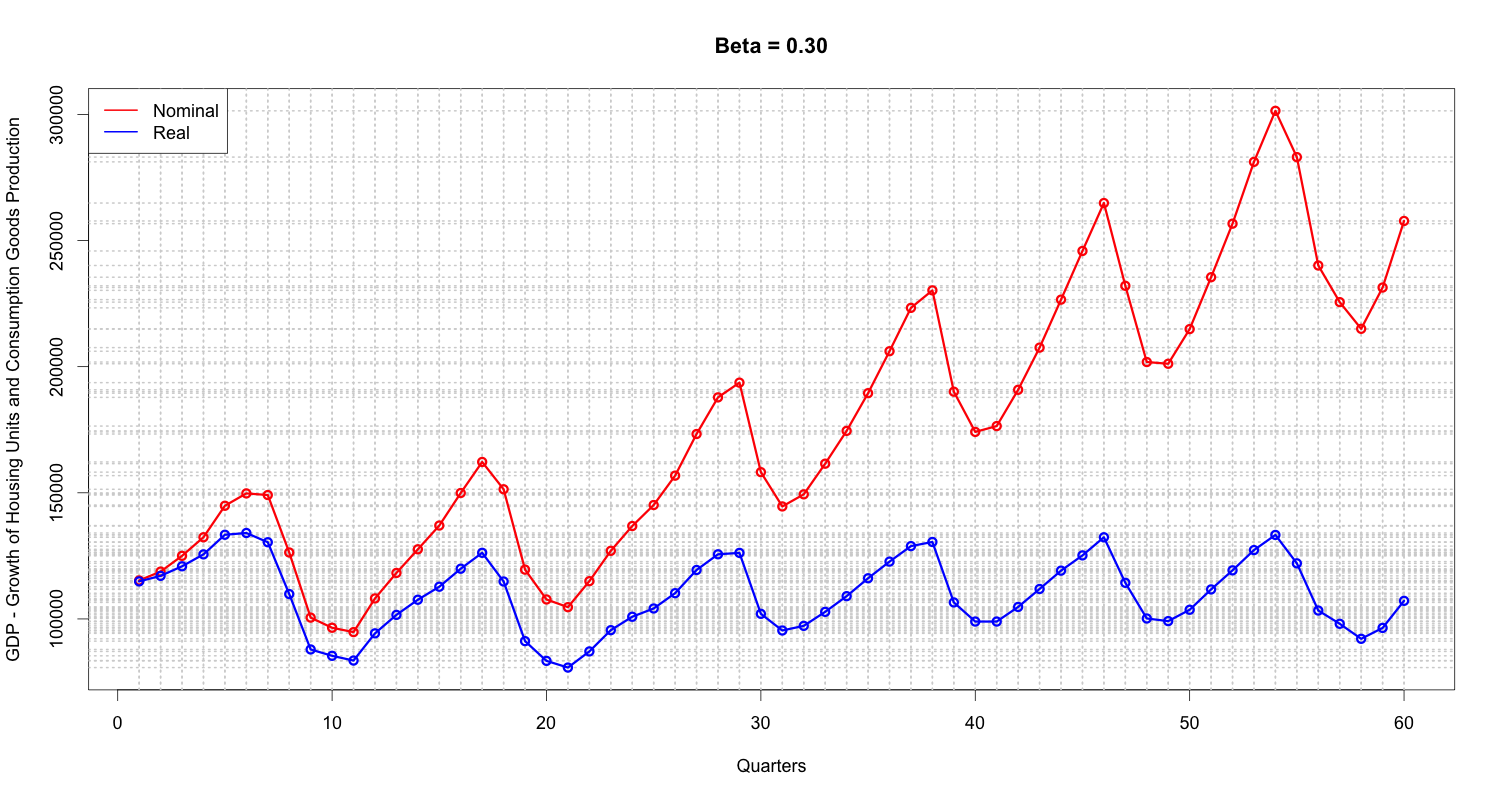 Beta = 0.30
Nominal
Real
GDP - Growth of Housing Units and Consumption Goods Production
300000
250000
200000
150000
100000
0 10 20 30 40 50 60
Quarters